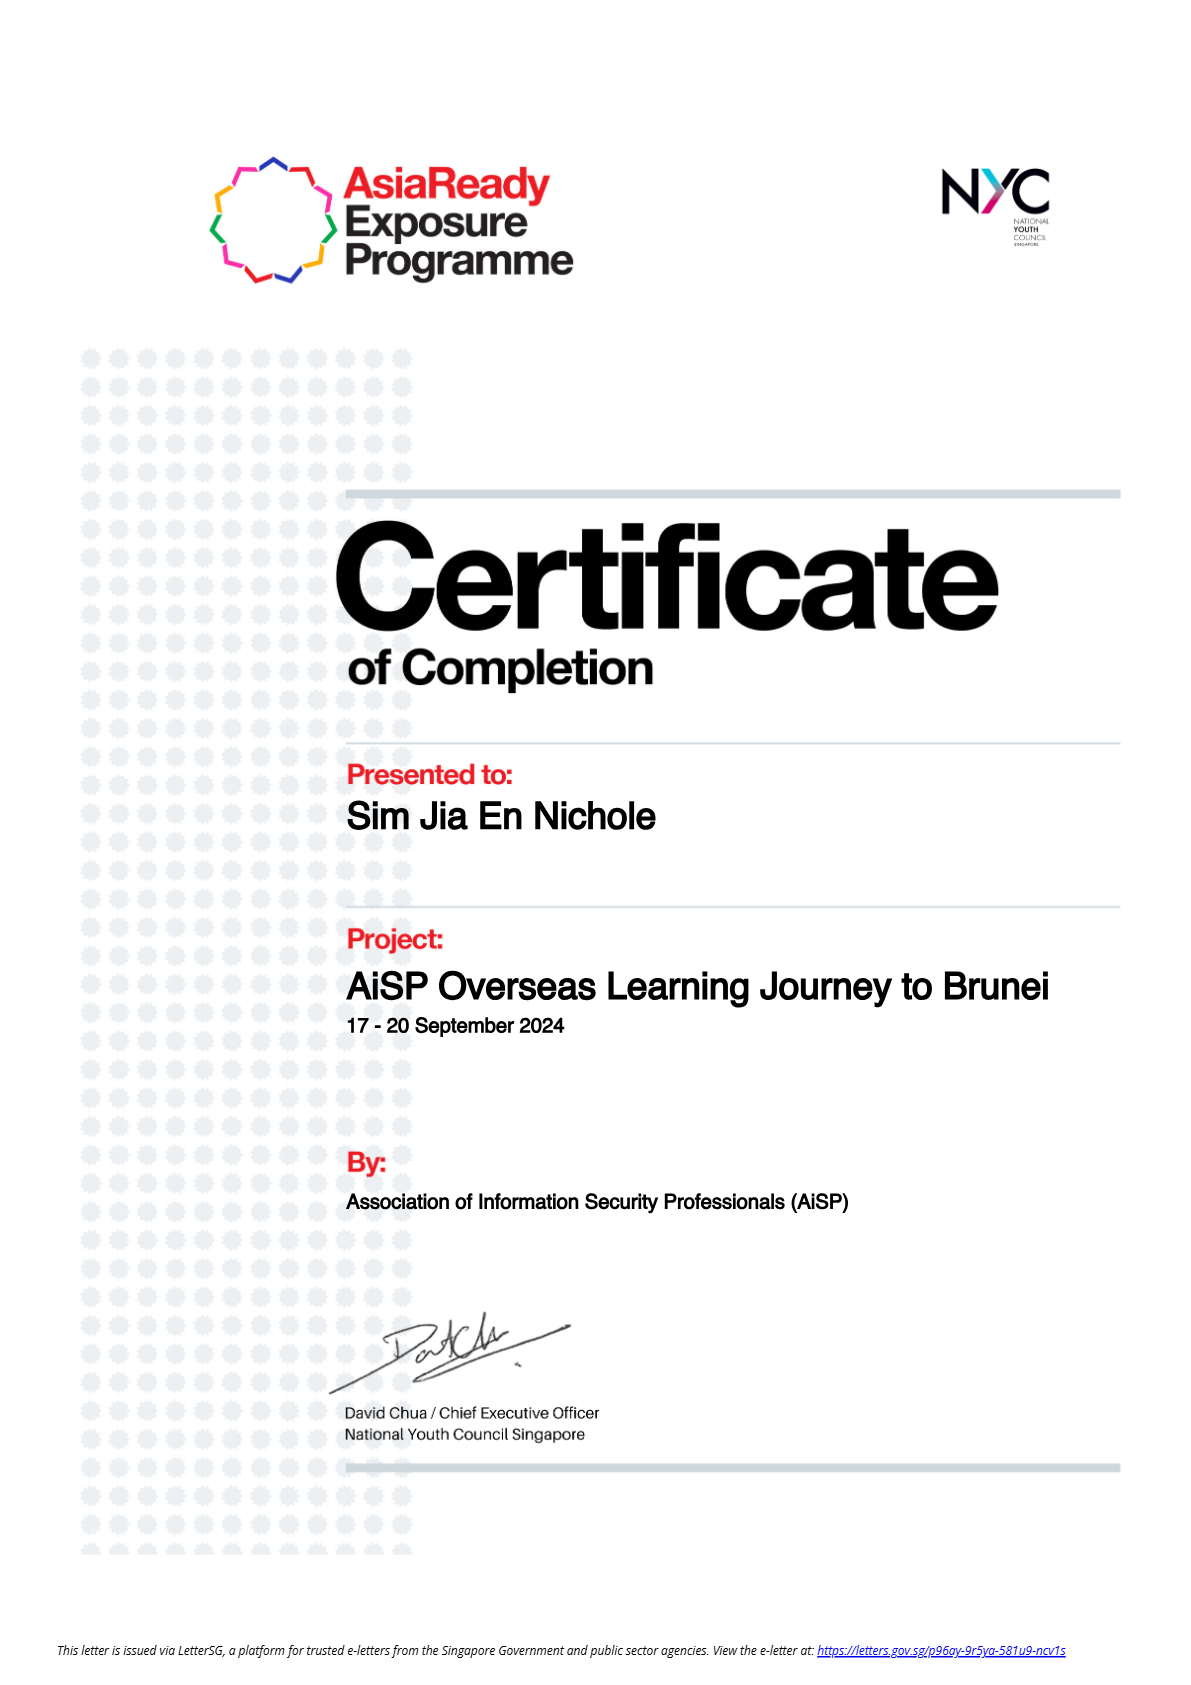 AsiaReady
Exposure
Programme
NYC
NATIONAL
YOUTH
COUNCIL
SINGAPORE
Certificate
of Completion
Presented to:
Sim Jia En Nichole
Project:
AiSP Overseas Learning Journey to Brunei
17 - 20 September 2024
By:
Association of Information Security Professionals (AiSP)
David Chua / Chief Executive Officer
National Youth Council Singapore
This letter is issued via LetterSG, a platform for trusted e-letters from the Singapore Government and public sector agencies. View the e-letter at: https://letters.gov.sg/p96ay-9r5ya-581u9-ncv1s